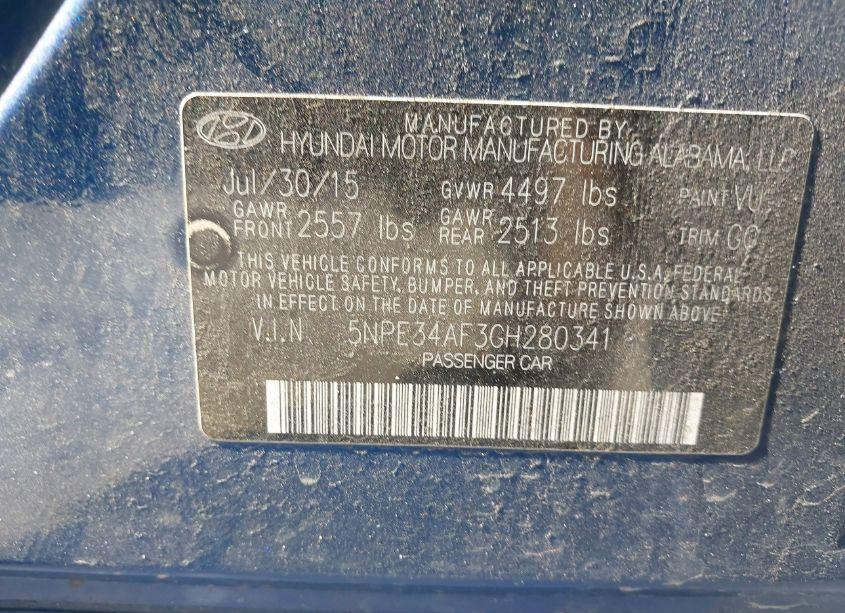 MANUFACTURED BY
HYUNDAI MOTOR MANUFACTURING ALABAMA, LLC
Jul/30/15 GVWR 4497 lbs PAINT VU
GAWR FRONT 2557 lbs GAWR REAR 2513 lbs TRIM GG
THIS VEHICLE CONFORMS TO ALL APPLICABLE U.S.A. FEDERAL
MOTOR VEHICLE SAFETY, BUMPER, AND THEFT PREVENTION STANDARDS
IN EFFECT ON THE DATE OF MANUFACTURE SHOWN ABOVE
V.I.N 5NPE34AF3GH280341
PASSENGER CAR